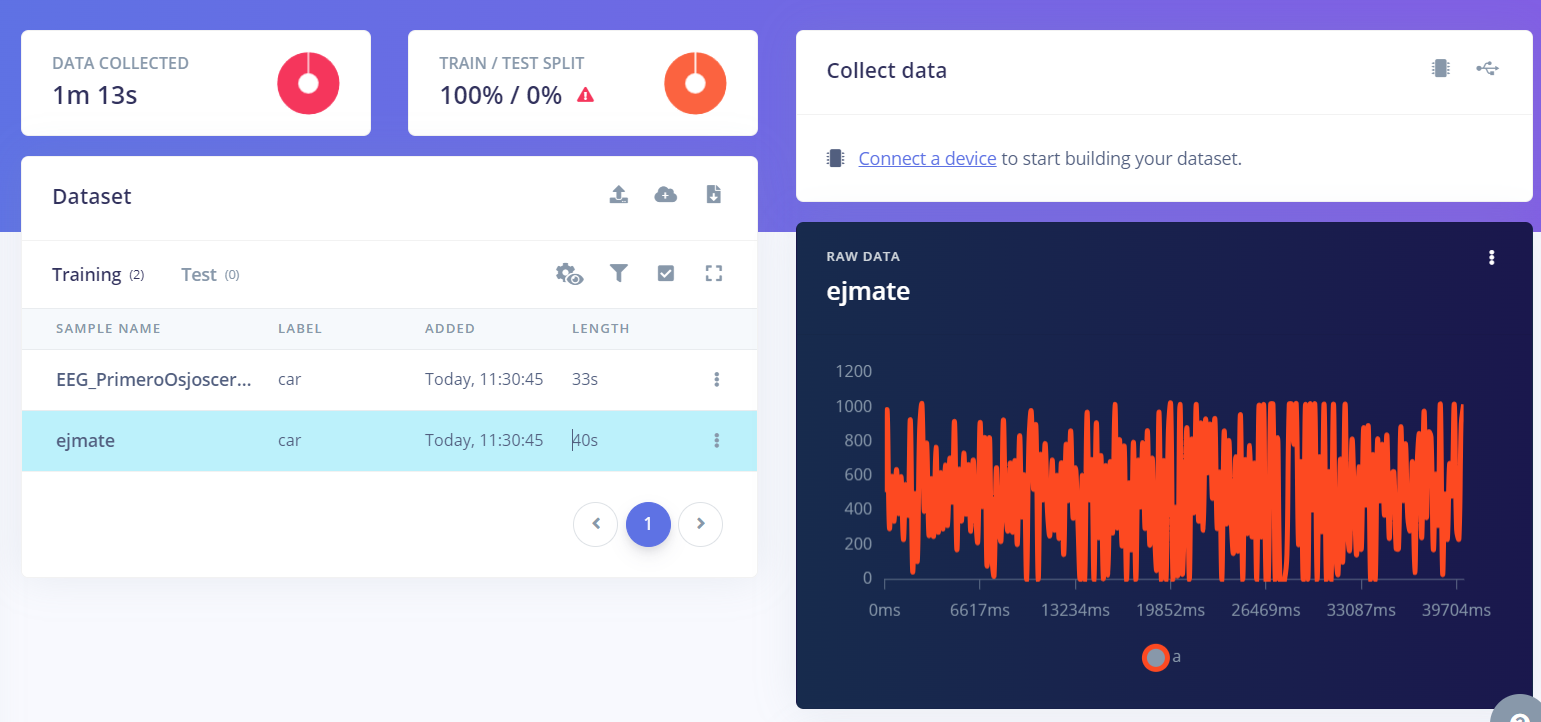 DATA COLLECTED
1m 13s
TRAIN / TEST SPLIT
100% / 0%
Dataset
Training (2) Test (0)
SAMPLE NAME LABEL ADDED LENGTH
EEG_PrimeroOsjoscer... car Today, 11:30:45 33s
ejmate car Today, 11:30:45 40s
1
Collect data
Connect a device to start building your dataset.
RAW DATA
ejmate
1200
1000
800
600
400
200
0
0ms 6617ms 13234ms 19852ms 26469ms 33087ms 39704ms
a
?